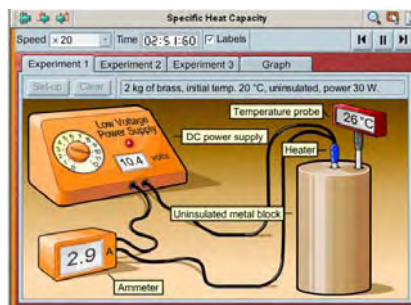 Specific Heat Capacity
Speed x 20 Time 02:51:60 Labels
Experiment 1 Experiment 2 Experiment 3 Graph
Set-up Clear 2 kg of brass, initial temp. 20 °C, uninsulated, power 30 W.
Temperature probe
26°C
Low Voltage
Power Supply
DC power supply
Heater
10.4 volts
Uninsulated metal block
2.9 A
Ammeter